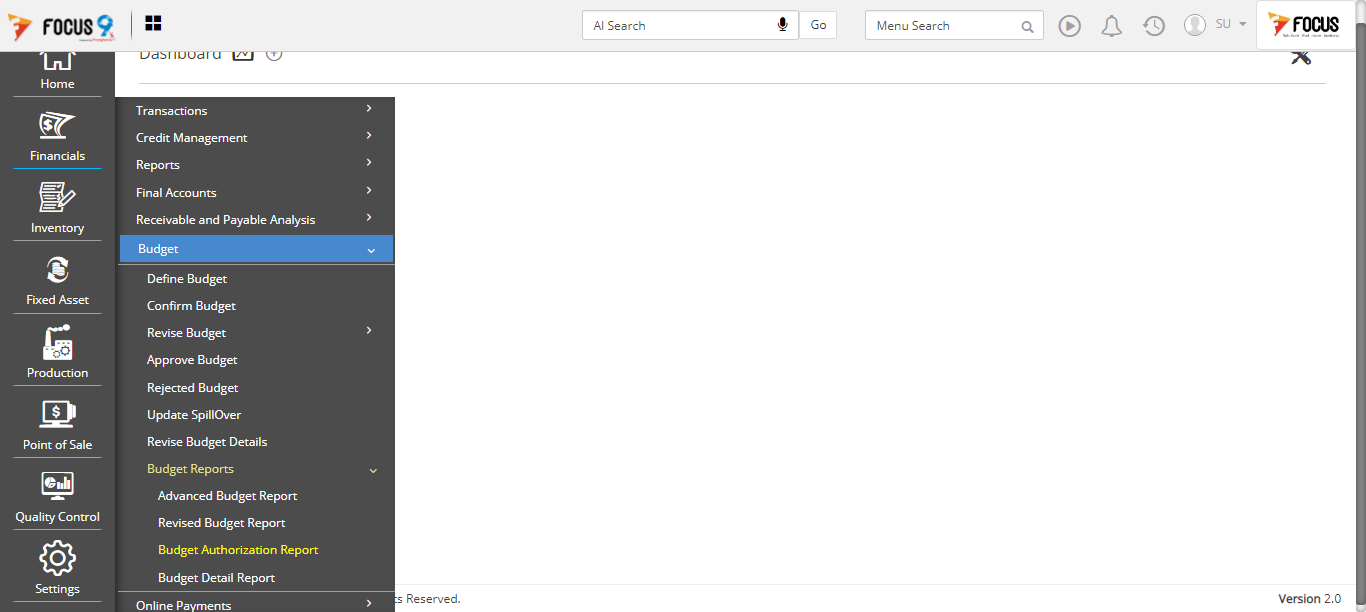 FOCUS 9
AI Search
Go
Menu Search
SU
FOCUS
Dashboard
Home
Financials
Inventory
Fixed Asset
Production
Point of Sale
Quality Control
Settings
Transactions
Credit Management
Reports
Final Accounts
Receivable and Payable Analysis
Budget
Define Budget
Confirm Budget
Revise Budget
Approve Budget
Rejected Budget
Update SpillOver
Revise Budget Details
Budget Reports
Advanced Budget Report
Revised Budget Report
Budget Authorization Report
Budget Detail Report
Online Payments
ts Reserved.
Version 2.0